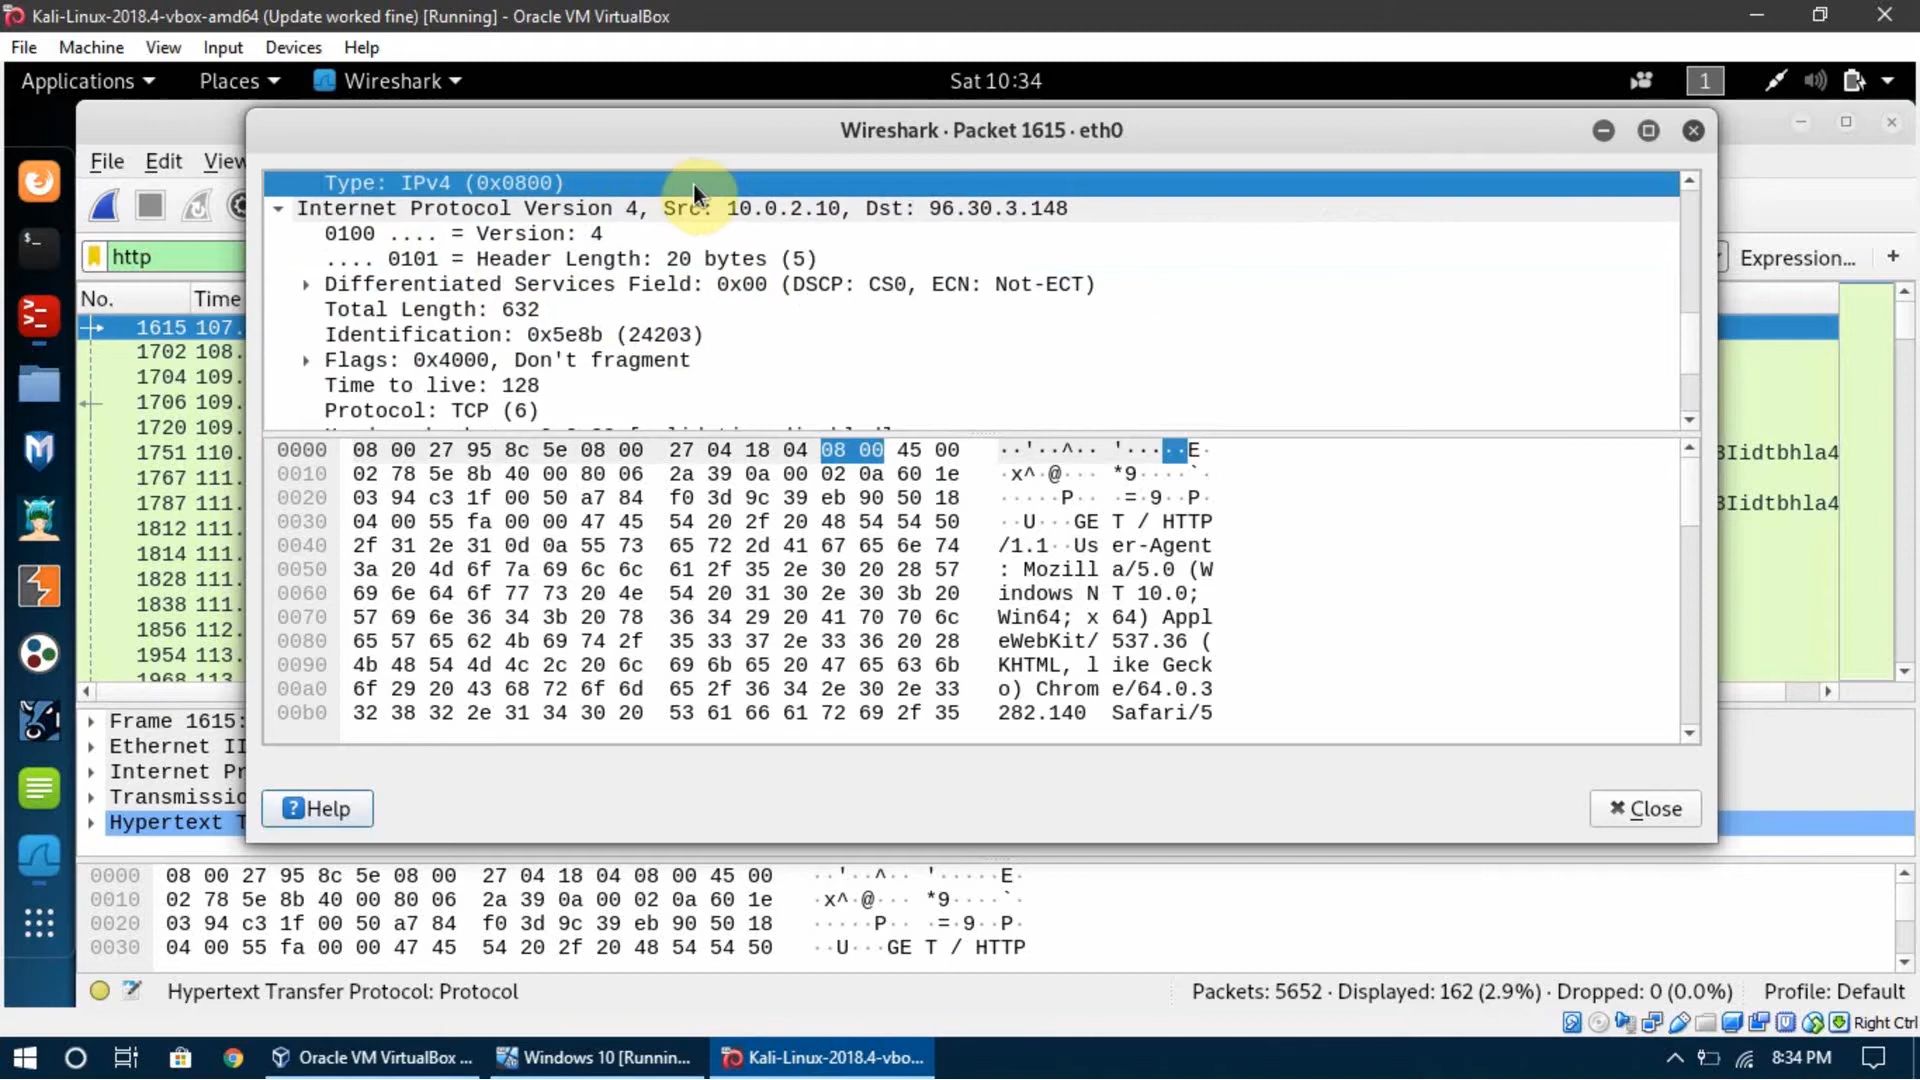 Kali-Linux-2018.4-vbox-amd64 (Update worked fine) [Running] - Oracle VM VirtualBox
File Machine View Input Devices Help
Applications Places Wireshark Sat 10:34 1
Wireshark · Packet 1615 · eth0
File Edit View
Type: IPv4 (0x0800)
Internet Protocol Version 4, Src: 10.0.2.10, Dst: 96.30.3.148
0100 .... = Version: 4
.... 0101 = Header Length: 20 bytes (5)
Differentiated Services Field: 0x00 (DSCP: CS0, ECN: Not-ECT)
Total Length: 632
Identification: 0x5e8b (24203)
Flags: 0x4000, Don't fragment
Time to live: 128
Protocol: TCP (6)
http
Expression... +
No. Time
1615 107.
1702 108.
1704 109.
1706 109.
1720 109.
1751 110.
1767 111.
1787 111.
1812 111.
1814 111.
1828 111.
1838 111.
1856 112.
1954 113.
1968 113.
3Iidtbhla4
3Iidtbhla4
0000 08 00 27 95 8c 5e 08 00 27 04 18 04 08 00 45 00 ··'··^·· '·····E·
0010 02 78 5e 8b 40 00 80 06 2a 39 0a 00 02 0a 60 1e ·x^·@··· *9····`·
0020 03 94 c3 1f 00 50 a7 84 f0 3d 9c 39 eb 90 50 18 ·····P·· ·=·9··P·
0030 04 00 55 fa 00 00 47 45 54 20 2f 20 48 54 54 50 ··U···GE T / HTTP
0040 2f 31 2e 31 0d 0a 55 73 65 72 2d 41 67 65 6e 74 /1.1··Us er-Agent
0050 3a 20 4d 6f 7a 69 6c 6c 61 2f 35 2e 30 20 28 57 : Mozill a/5.0 (W
0060 69 6e 64 6f 77 73 20 4e 54 20 31 30 2e 30 3b 20 indows N T 10.0;
0070 57 69 6e 36 34 3b 20 78 36 34 29 20 41 70 70 6c Win64; x 64) Appl
0080 65 57 65 62 4b 69 74 2f 35 33 37 2e 33 36 20 28 eWebKit/ 537.36 (
0090 4b 48 54 4d 4c 2c 20 6c 69 6b 65 20 47 65 63 6b KHTML, l ike Geck
00a0 6f 29 20 43 68 72 6f 6d 65 2f 36 34 2e 30 2e 33 o) Chrom e/64.0.3
00b0 32 38 32 2e 31 34 30 20 53 61 66 61 72 69 2f 35 282.140 Safari/5
Help Close
Frame 1615:
Ethernet II
Internet Pr
Transmissio
Hypertext T
0000 08 00 27 95 8c 5e 08 00 27 04 18 04 08 00 45 00 ··'··^·· '·····E·
0010 02 78 5e 8b 40 00 80 06 2a 39 0a 00 02 0a 60 1e ·x^·@··· *9····`·
0020 03 94 c3 1f 00 50 a7 84 f0 3d 9c 39 eb 90 50 18 ·····P·· ·=·9··P·
0030 04 00 55 fa 00 00 47 45 54 20 2f 20 48 54 54 50 ··U···GE T / HTTP
Hypertext Transfer Protocol: Protocol Packets: 5652 · Displayed: 162 (2.9%) · Dropped: 0 (0.0%) Profile: Default
Right Ctrl
Oracle VM VirtualBox ... Windows 10 [Runnin... Kali-Linux-2018.4-vbo... 8:34 PM